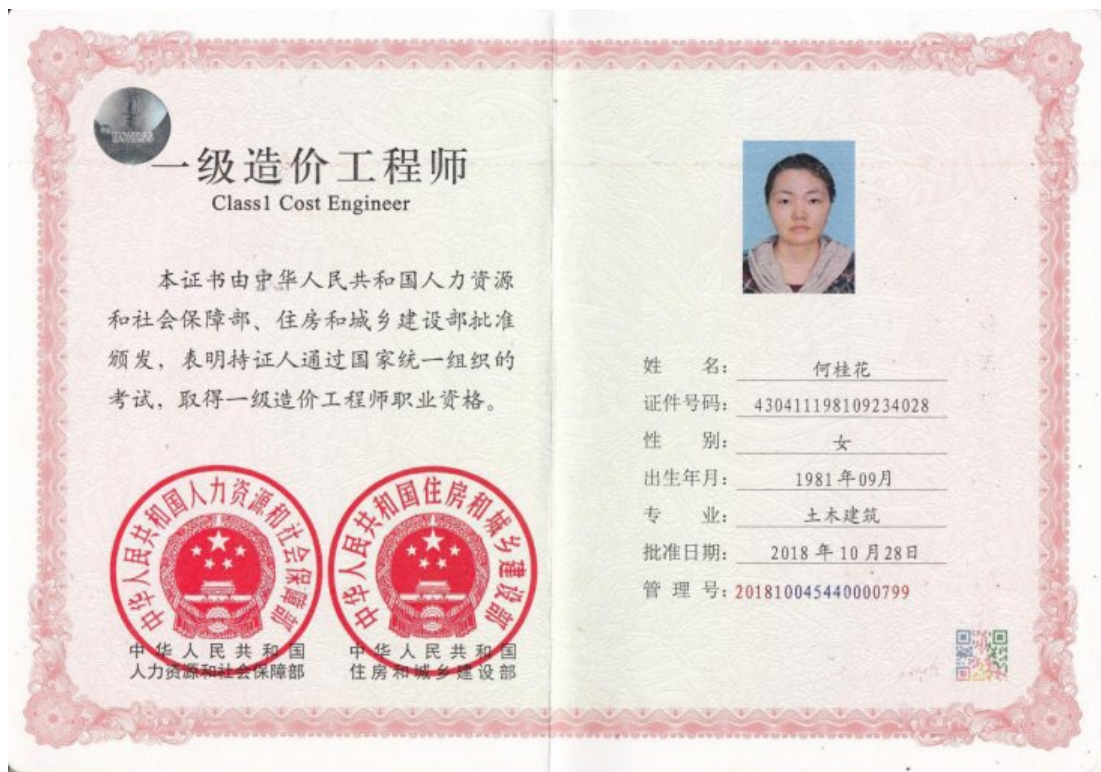 一级造价工程师
Class1 Cost Engineer
本证书由中华人民共和国人力资源
和社会保障部、住房和城乡建设部批准
颁发，表明持证人通过国家统一组织的
考试，取得一级造价工程师职业资格。
中华人民共和国人力资源和社会保障部
中华人民共和国住房和城乡建设部
中华人民共和国
人力资源和社会保障部
中华人民共和国
住房和城乡建设部
姓 名：何桂花
证件号码：430411198109234028
性 别：女
出生年月：1981年09月
专 业：土木建筑
批准日期：2018年10月28日
管 理 号：201810045440000799